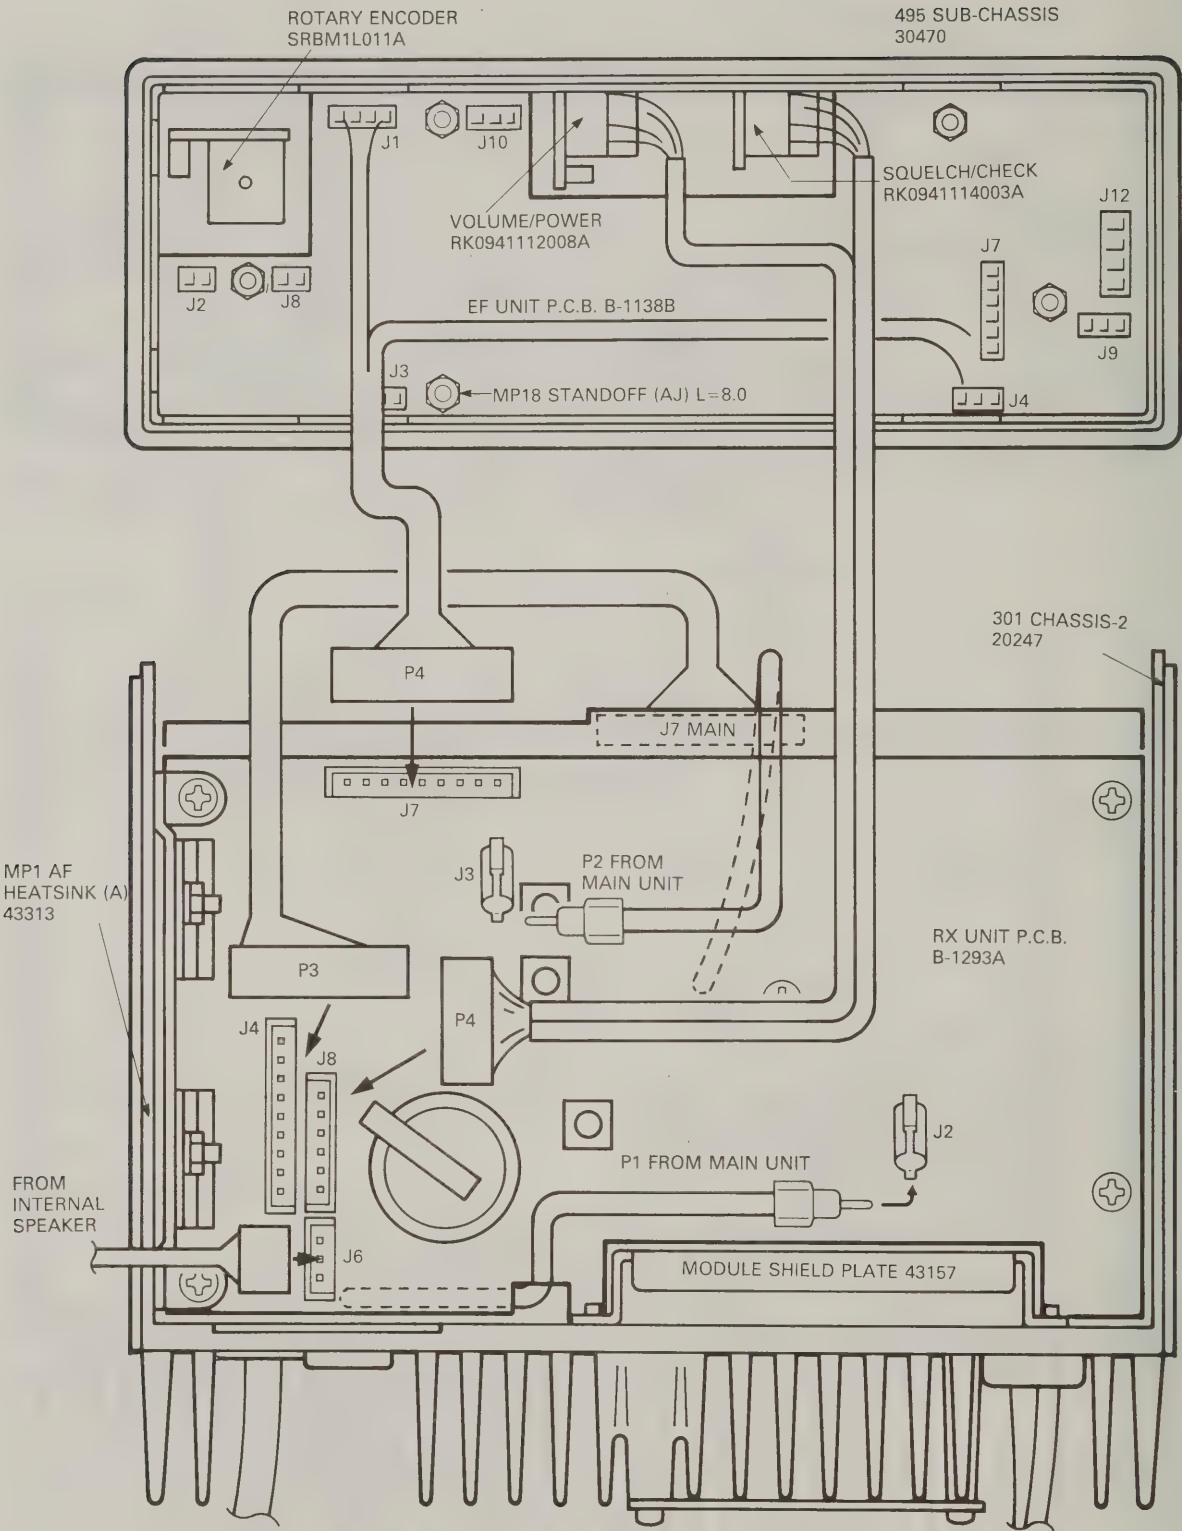 ROTARY ENCODER
SRBM1L011A
495 SUB-CHASSIS
30470
J1
J10
SQUELCH/CHECK
RK0941114003A
VOLUME/POWER
RK0941112008A
J12
J7
J2
J8
EF UNIT P.C.B. B-1138B
J9
J3
MP18 STANDOFF (AJ) L=8.0
J4
301 CHASSIS-2
20247
P4
J7 MAIN
J7
MP1 AF
HEATSINK (A)
43313
J3
P2 FROM
MAIN UNIT
RX UNIT P.C.B.
B-1293A
P3
P4
J4
J8
J2
P1 FROM MAIN UNIT
FROM
INTERNAL
SPEAKER
J6
MODULE SHIELD PLATE 43157